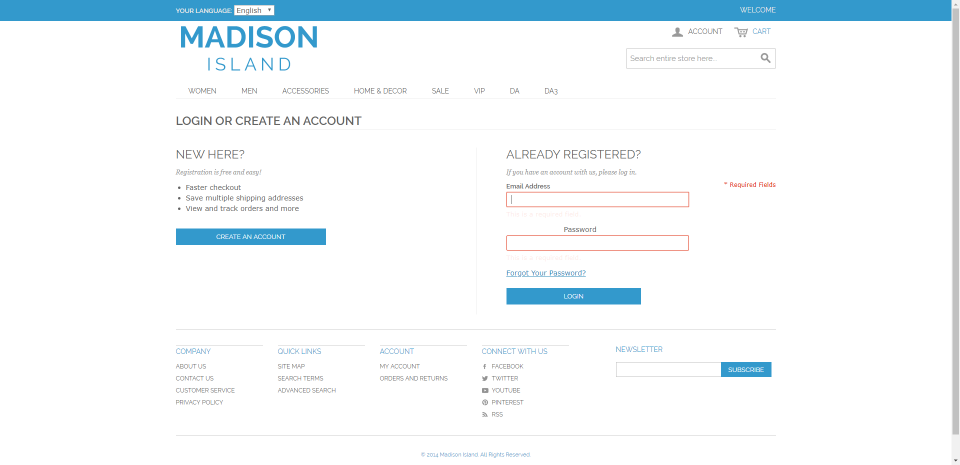 YOUR LANGUAGE: English
WELCOME
MADISON
ISLAND
ACCOUNT
CART
Search entire store here...
WOMEN MEN ACCESSORIES HOME & DECOR SALE VIP DA DA3
LOGIN OR CREATE AN ACCOUNT
NEW HERE?
Registration is free and easy!
• Faster checkout
• Save multiple shipping addresses
• View and track orders and more
CREATE AN ACCOUNT
ALREADY REGISTERED?
If you have an account with us, please log in.
* Required Fields
Email Address
This is a required field.
Password
This is a required field.
Forgot Your Password?
LOGIN
COMPANY
ABOUT US
CONTACT US
CUSTOMER SERVICE
PRIVACY POLICY
QUICK LINKS
SITE MAP
SEARCH TERMS
ADVANCED SEARCH
ACCOUNT
MY ACCOUNT
ORDERS AND RETURNS
CONNECT WITH US
FACEBOOK
TWITTER
YOUTUBE
PINTEREST
RSS
NEWSLETTER
SUBSCRIBE
© 2014 Madison Island. All Rights Reserved.